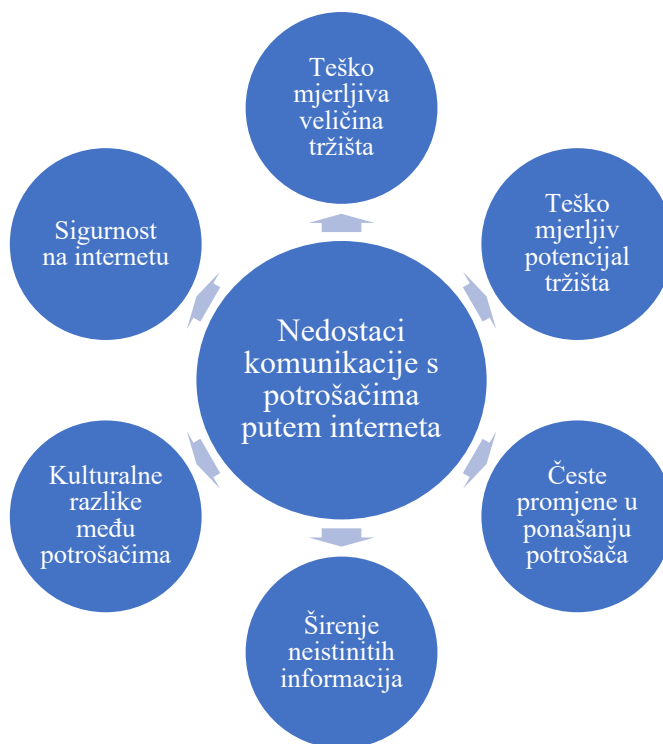 Teško
mjerljiva
veličina
tržišta
Teško
mjerljiv
potencijal
tržišta
Sigurnost
na internetu
Nedostaci
komunikacije s
potrošačima
putem interneta
Kulturalne
razlike
među
potrošačima
Česte
promjene u
ponašanju
potrošača
Širenje
neistinitih
informacija